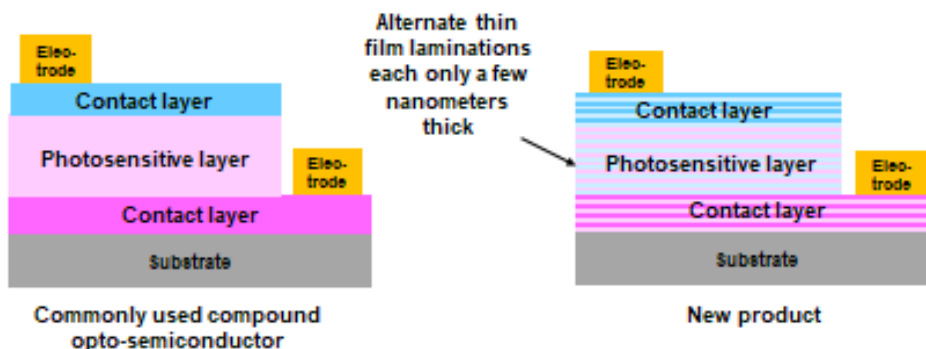 Elec-
trode
Contact layer
Photosensitive layer
Elec-
trode
Contact layer
Substrate
Commonly used compound
opto-semiconductor
Alternate thin
film laminations
each only a few
nanometers
thick
Elec-
trode
Contact layer
Photosensitive layer
Elec-
trode
Contact layer
Substrate
New product